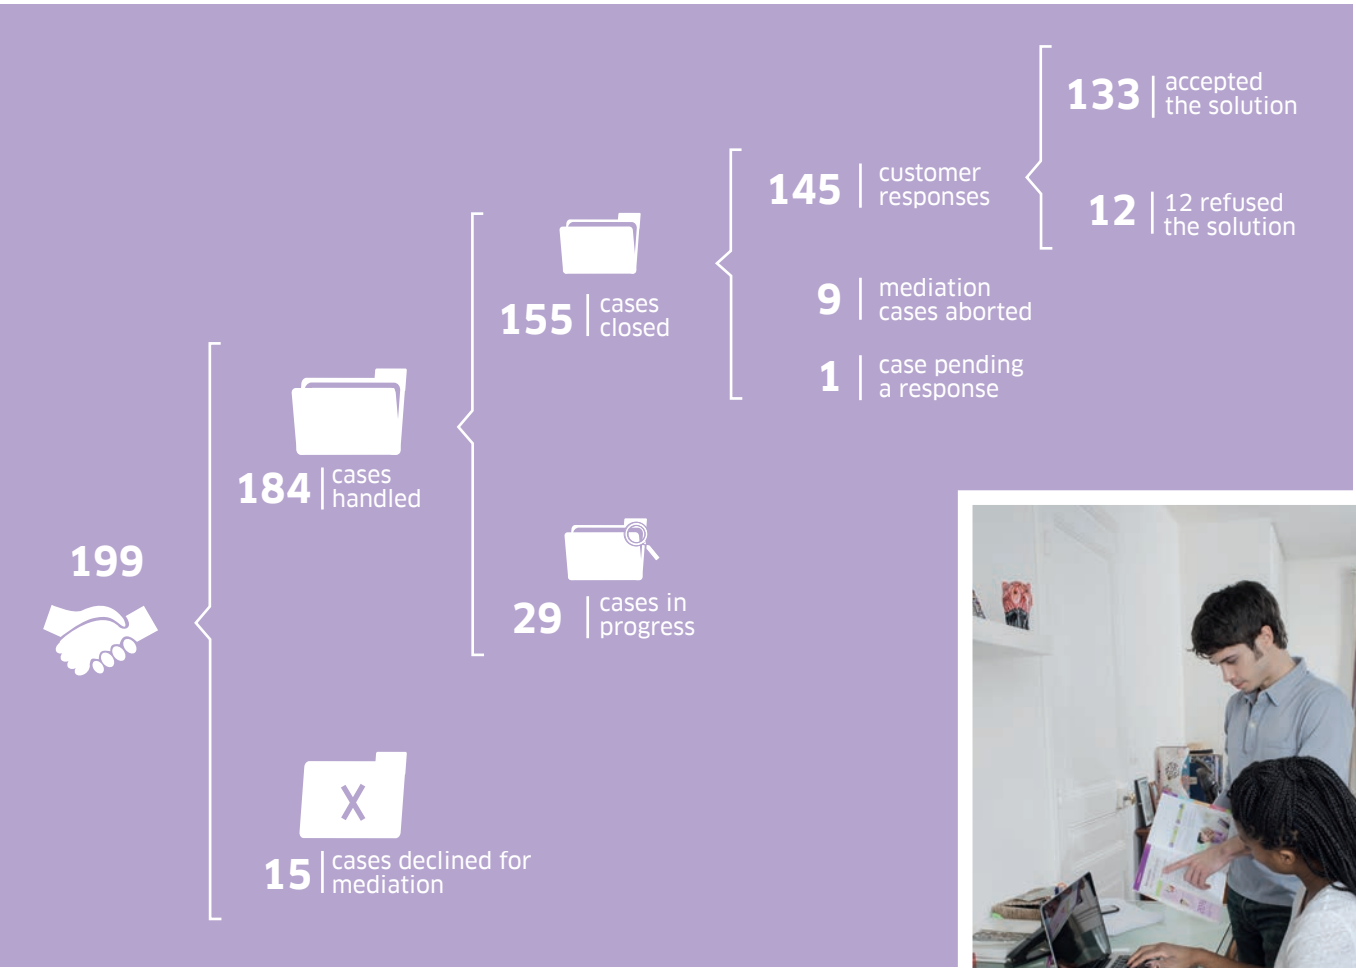 199
184
cases
handled
15
cases declined for
mediation
155
cases
closed
29
cases in
progress
145
customer
responses
9
mediation
cases aborted
1
case pending
a response
133
accepted
the solution
12
12 refused
the solution
X